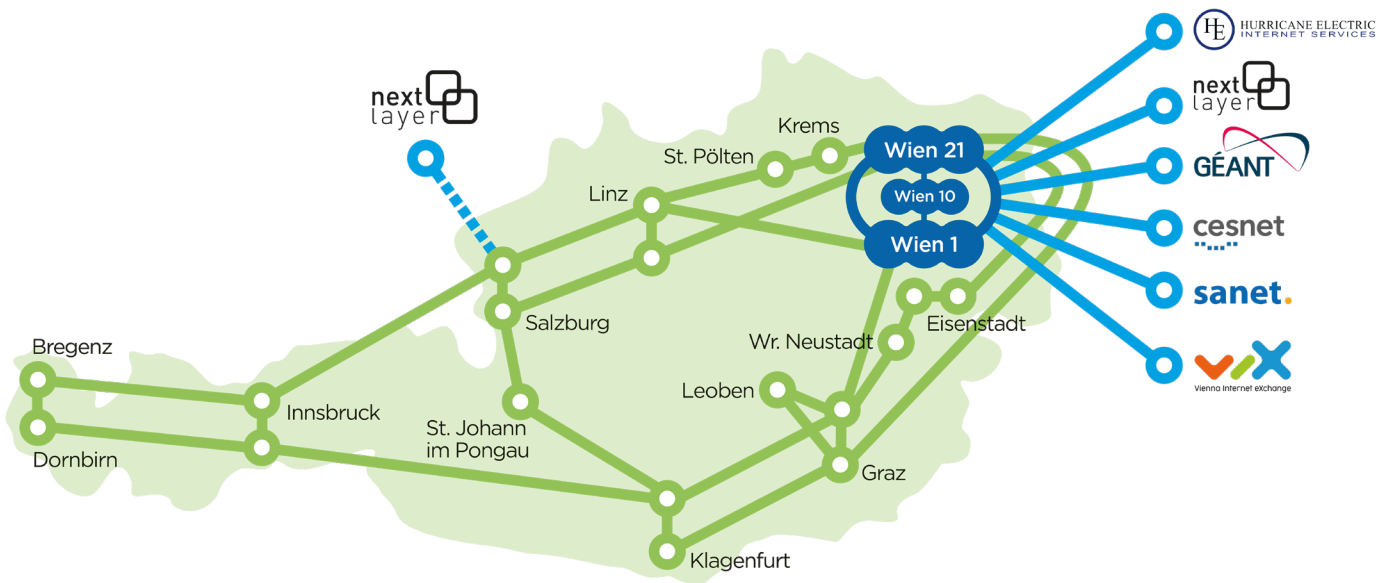 HE HURRICANE ELECTRIC
INTERNET SERVICES
next
layer
next
layer
GÉANT
cesnet
sanet.
vix
Vienna Internet eXchange
Krems
St. Pölten
Wien 21
Linz
Wien 10
Wien 1
Salzburg
Eisenstadt
Wr. Neustadt
Bregenz
Leoben
Innsbruck
St. Johann
im Pongau
Dornbirn
Graz
Klagenfurt